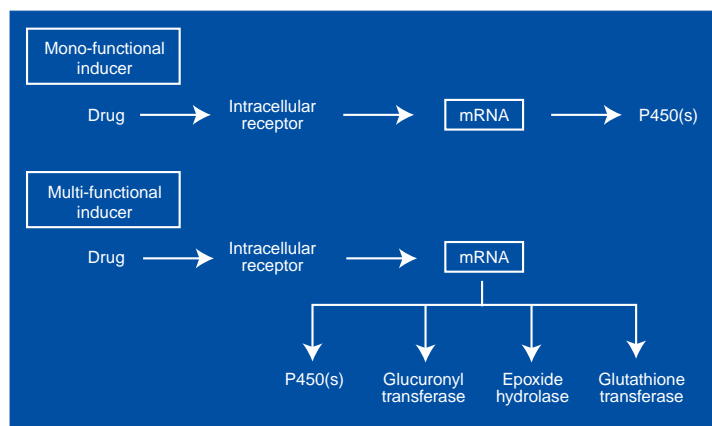 Mono-functional
inducer
Drug
Intracellular
receptor
mRNA
P450(s)
Multi-functional
inducer
Drug
Intracellular
receptor
mRNA
P450(s)
Glucuronyl
transferase
Epoxide
hydrolase
Glutathione
transferase